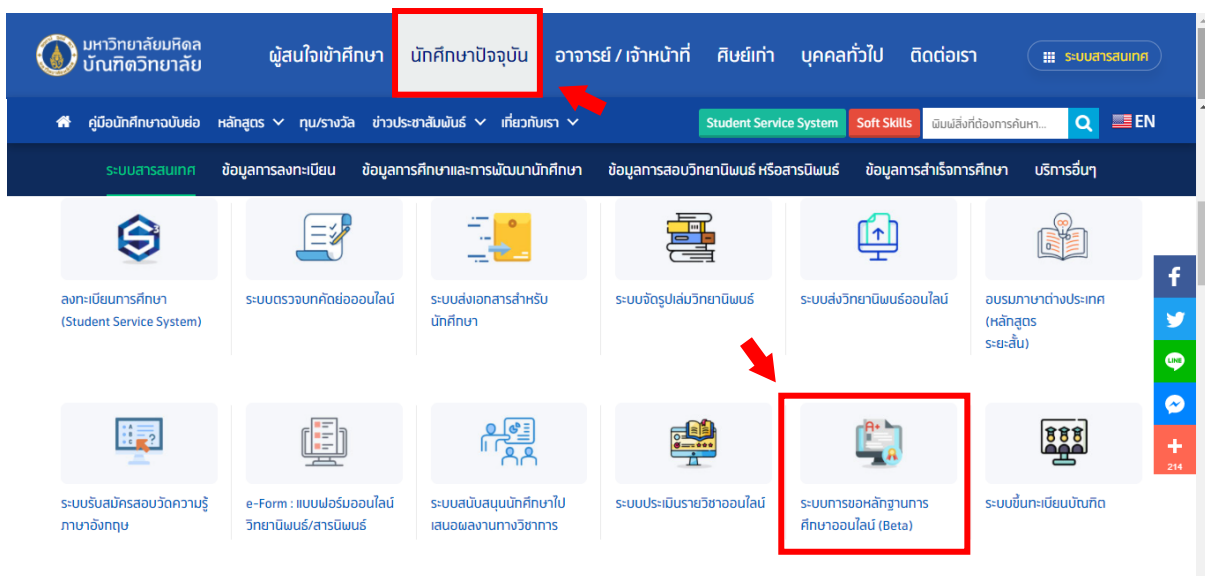 มหาวิทยาลัยมหิดล
บัณฑิตวิทยาลัย
ผู้สนใจเข้าศึกษา นักศึกษาปัจจุบัน อาจารย์ / เจ้าหน้าที่ ศิษย์เก่า บุคคลทั่วไป ติดต่อเรา ระบบสารสนเทศ
คู่มือนักศึกษาฉบับย่อ หลักสูตร ทุน/รางวัล ข่าวประชาสัมพันธ์ เกี่ยวกับเรา Student Service System Soft Skills พิมพ์สิ่งที่ต้องการค้นหา... EN
ระบบสารสนเทศ ข้อมูลการลงทะเบียน ข้อมูลการศึกษาและการพัฒนานักศึกษา ข้อมูลการสอบวิทยานิพนธ์ หรือสารนิพนธ์ ข้อมูลการสำเร็จการศึกษา บริการอื่นๆ
ลงทะเบียนการศึกษา
(Student Service System)
ระบบตรวจบทคัดย่อออนไลน์
ระบบส่งเอกสารสำหรับ
นักศึกษา
ระบบจัดรูปเล่มวิทยานิพนธ์
ระบบส่งวิทยานิพนธ์ออนไลน์
อบรมภาษาต่างประเทศ
(หลักสูตร
ระยะสั้น)
f
LINE
214
A+
ระบบรับสมัครสอบวัดความรู้
ภาษาอังกฤษ
e-Form : แบบฟอร์มออนไลน์
วิทยานิพนธ์/สารนิพนธ์
ระบบสนับสนุนนักศึกษาไป
เสนอผลงานทางวิชาการ
ระบบประเมินรายวิชาออนไลน์
ระบบการขอหลักฐานการ
ศึกษาออนไลน์ (Beta)
ระบบขึ้นทะเบียนบัณฑิต